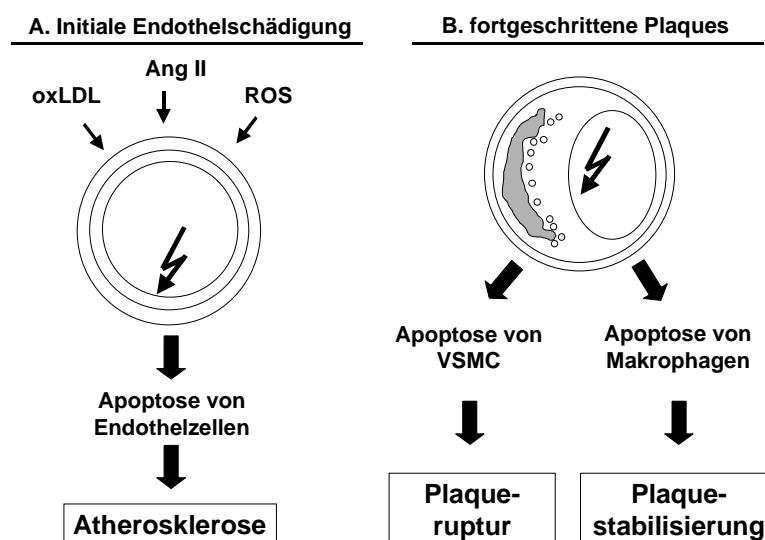 A. Initiale Endothelschädigung
Ang II
oxLDL
ROS
Apoptose von
Endothelzellen
Atherosklerose
B. fortgeschrittene Plaques
Apoptose von
VSMC
Apoptose von
Makrophagen
Plaque-
ruptur
Plaque-
stabilisierung